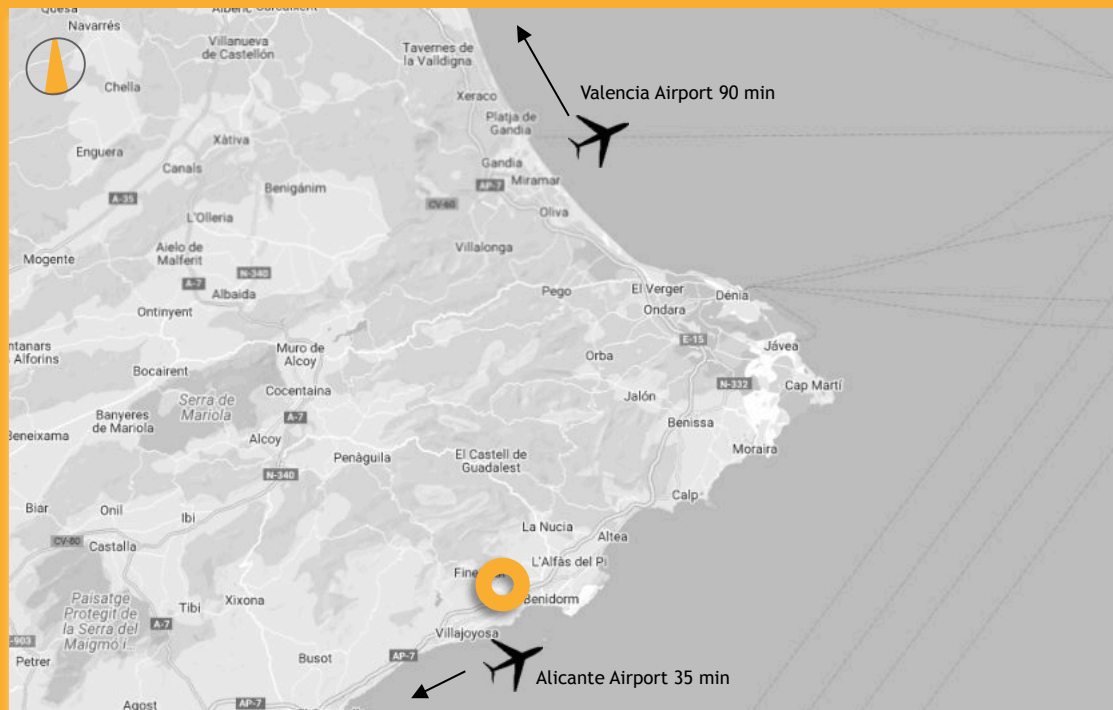 Navarrés
Villanueva
de Castellón
Tavernes de
la Valldigna
Chella
Valencia Airport 90 min
Xeraco
Platja de
Gandia
Xàtiva
Enguera
Canals
Gandia
Benigánim
AP-7
Miramar
A-35
CV-60
L'Olleria
Oliva
Aielo de
Malferit
Villalonga
Mogente
N-340
A-7
Albaida
Pego
El Verger
Dénia
Ontinyent
Ondara
E-15
ntanars
s Alforins
Muro de
Alcoy
Jávea
Orba
Bocairent
N-332
Cap Martí
Cocentaina
Serra de
Mariola
Jalón
A-7
Banyeres
de Mariola
Benissa
Beneixama
Alcoy
Moraira
Penàguila
El Castell de
Guadalest
N-340
Calp
Biar
Onil
Ibi
La Nucia
Altea
CV-80
Castalla
L'Alfàs del Pi
Benidorm
Paisatge
Protegit de
la Serra del
Maigmó i...
Tibi
Xixona
A-7
Villajoyosa
-903
Petrer
Busot
AP-7
Alicante Airport 35 min
Agost
AP-7